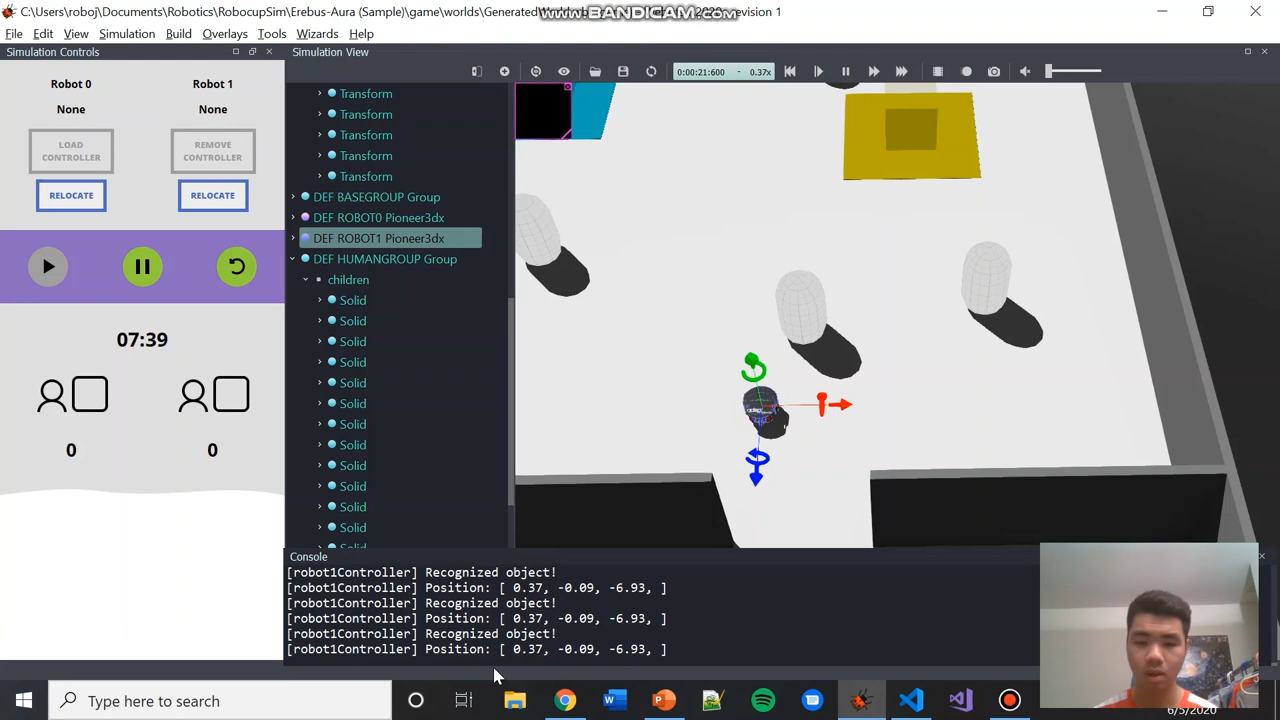 C:\Users\roboj\Documents\Robotics\RobocupSim\Erebus-Aura (Sample)\game\worlds\GeneratedWorld
www.BANDICAM.com
revision 1
File Edit View Simulation Build Overlays Tools Wizards Help
Simulation Controls
Simulation View
Robot 0
Robot 1
None
None
LOAD CONTROLLER
REMOVE CONTROLLER
RELOCATE
RELOCATE
07:39
0
0
0:00:21:600 - 0.37x
Transform
Transform
Transform
Transform
Transform
DEF BASEGROUP Group
DEF ROBOT0 Pioneer3dx
DEF ROBOT1 Pioneer3dx
DEF HUMANGROUP Group
children
Solid
Solid
Solid
Solid
Solid
Solid
Solid
Solid
Solid
Solid
Solid
Solid
Console
[robot1Controller] Recognized object!
[robot1Controller] Position: [ 0.37, -0.09, -6.93, ]
[robot1Controller] Recognized object!
[robot1Controller] Position: [ 0.37, -0.09, -6.93, ]
[robot1Controller] Recognized object!
[robot1Controller] Position: [ 0.37, -0.09, -6.93, ]
Type here to search
6/5/2020